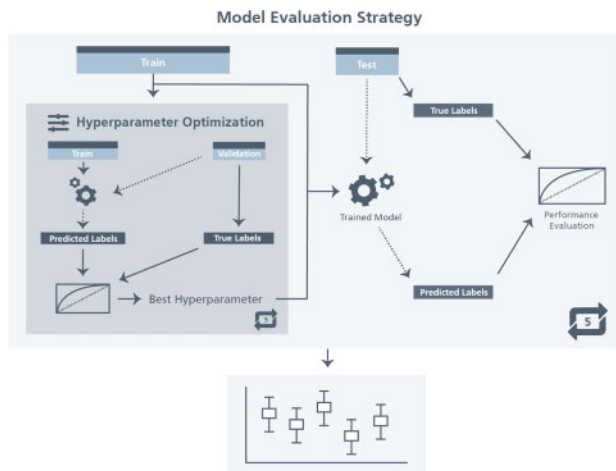 Model Evaluation Strategy
Train
Test
True Labels
Hyperparameter Optimization
Train
Validation
Trained Model
Performance
Evaluation
Predicted Labels
True Labels
Best Hyperparameter
Predicted Labels
5
5